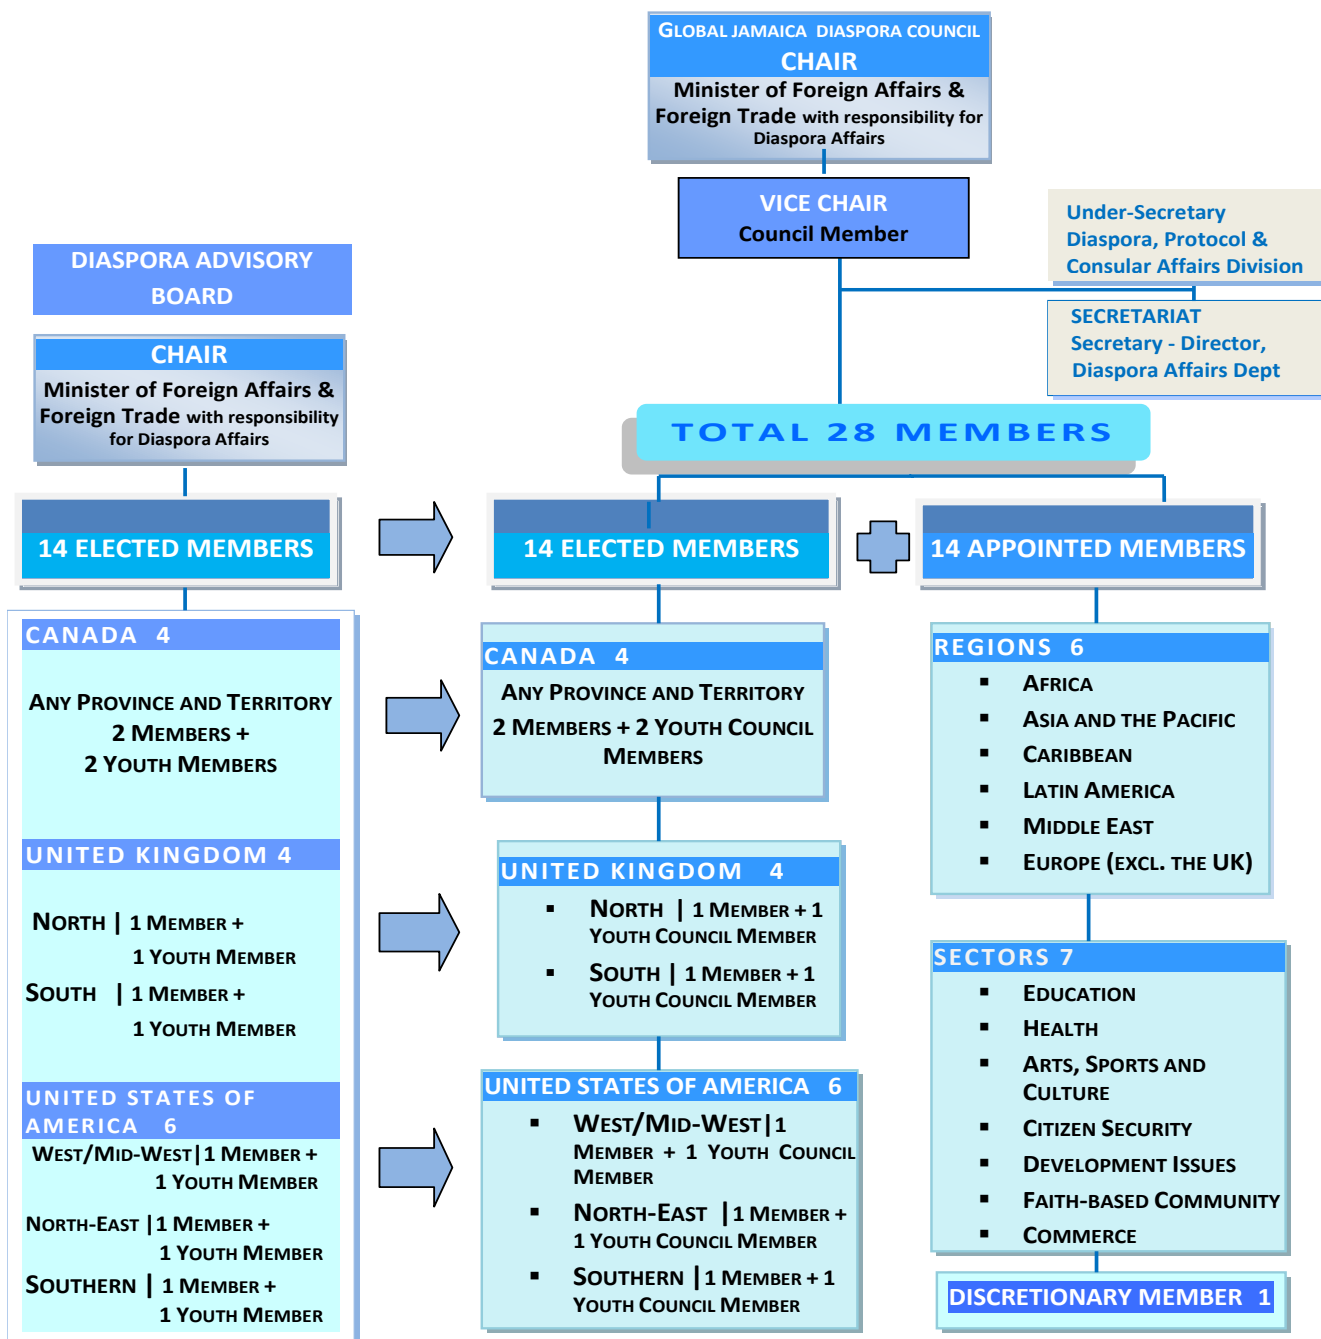 GLOBAL JAMAICA DIASPORA COUNCIL
CHAIR
Minister of Foreign Affairs &
Foreign Trade with responsibility for
Diaspora Affairs
VICE CHAIR
Council Member
Under-Secretary
Diaspora, Protocol &
Consular Affairs Division
SECRETARIAT
Secretary - Director,
Diaspora Affairs Dept
DIASPORA ADVISORY
BOARD
CHAIR
Minister of Foreign Affairs &
Foreign Trade with responsibility
for Diaspora Affairs
TOTAL 28 MEMBERS
14 ELECTED MEMBERS
14 ELECTED MEMBERS
14 APPOINTED MEMBERS
CANADA 4
ANY PROVINCE AND TERRITORY
2 MEMBERS +
2 YOUTH MEMBERS
UNITED KINGDOM 4
NORTH | 1 MEMBER +
1 YOUTH MEMBER
SOUTH | 1 MEMBER +
1 YOUTH MEMBER
UNITED STATES OF
AMERICA 6
WEST/MID-WEST|1 MEMBER +
1 YOUTH MEMBER
NORTH-EAST |1 MEMBER +
1 YOUTH MEMBER
SOUTHERN | 1 MEMBER +
1 YOUTH MEMBER
CANADA 4
ANY PROVINCE AND TERRITORY
2 MEMBERS + 2 YOUTH COUNCIL
MEMBERS
UNITED KINGDOM 4
▪ NORTH | 1 MEMBER + 1
YOUTH COUNCIL MEMBER
▪ SOUTH | 1 MEMBER + 1
YOUTH COUNCIL MEMBER
UNITED STATES OF AMERICA 6
▪ WEST/MID-WEST|1
MEMBER + 1 YOUTH COUNCIL
MEMBER
▪ NORTH-EAST |1 MEMBER +
1 YOUTH COUNCIL MEMBER
▪ SOUTHERN |1 MEMBER + 1
YOUTH COUNCIL MEMBER
REGIONS 6
▪ AFRICA
▪ ASIA AND THE PACIFIC
▪ CARIBBEAN
▪ LATIN AMERICA
▪ MIDDLE EAST
▪ EUROPE (EXCL. THE UK)
SECTORS 7
▪ EDUCATION
▪ HEALTH
▪ ARTS, SPORTS AND
CULTURE
▪ CITIZEN SECURITY
▪ DEVELOPMENT ISSUES
▪ FAITH-BASED COMMUNITY
▪ COMMERCE
DISCRETIONARY MEMBER 1